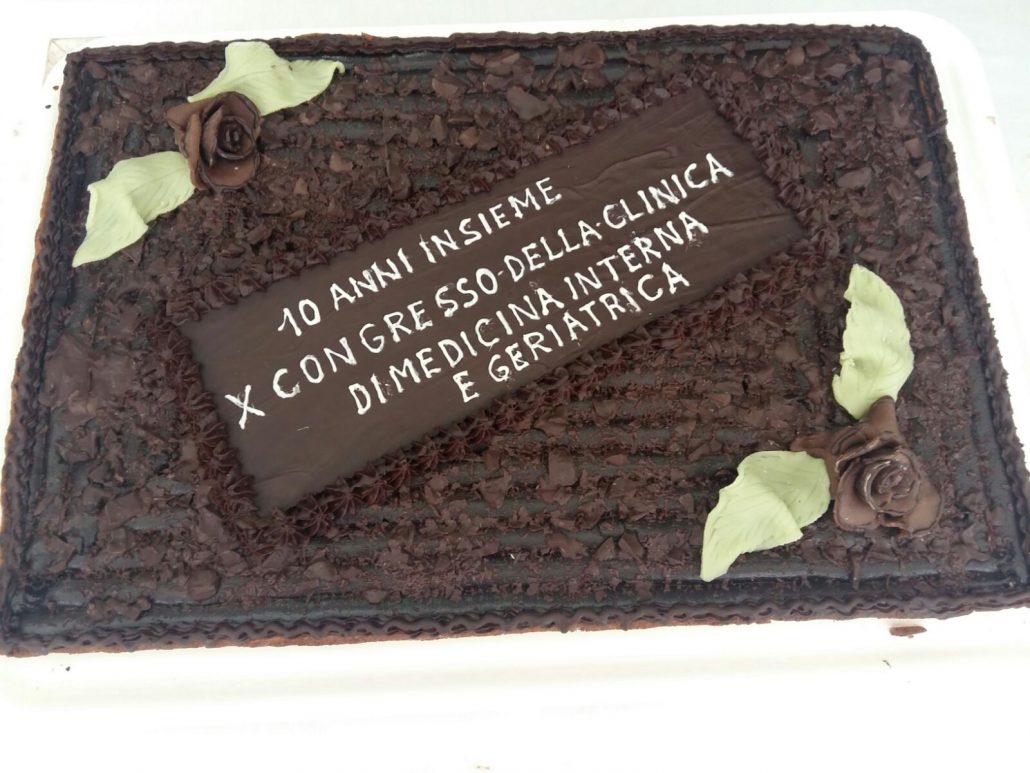 10 ANNI INSIEME
X CONGRESSO-DELLA-CLINICA
DI MEDICINA INTERNA
E GERIATRICA